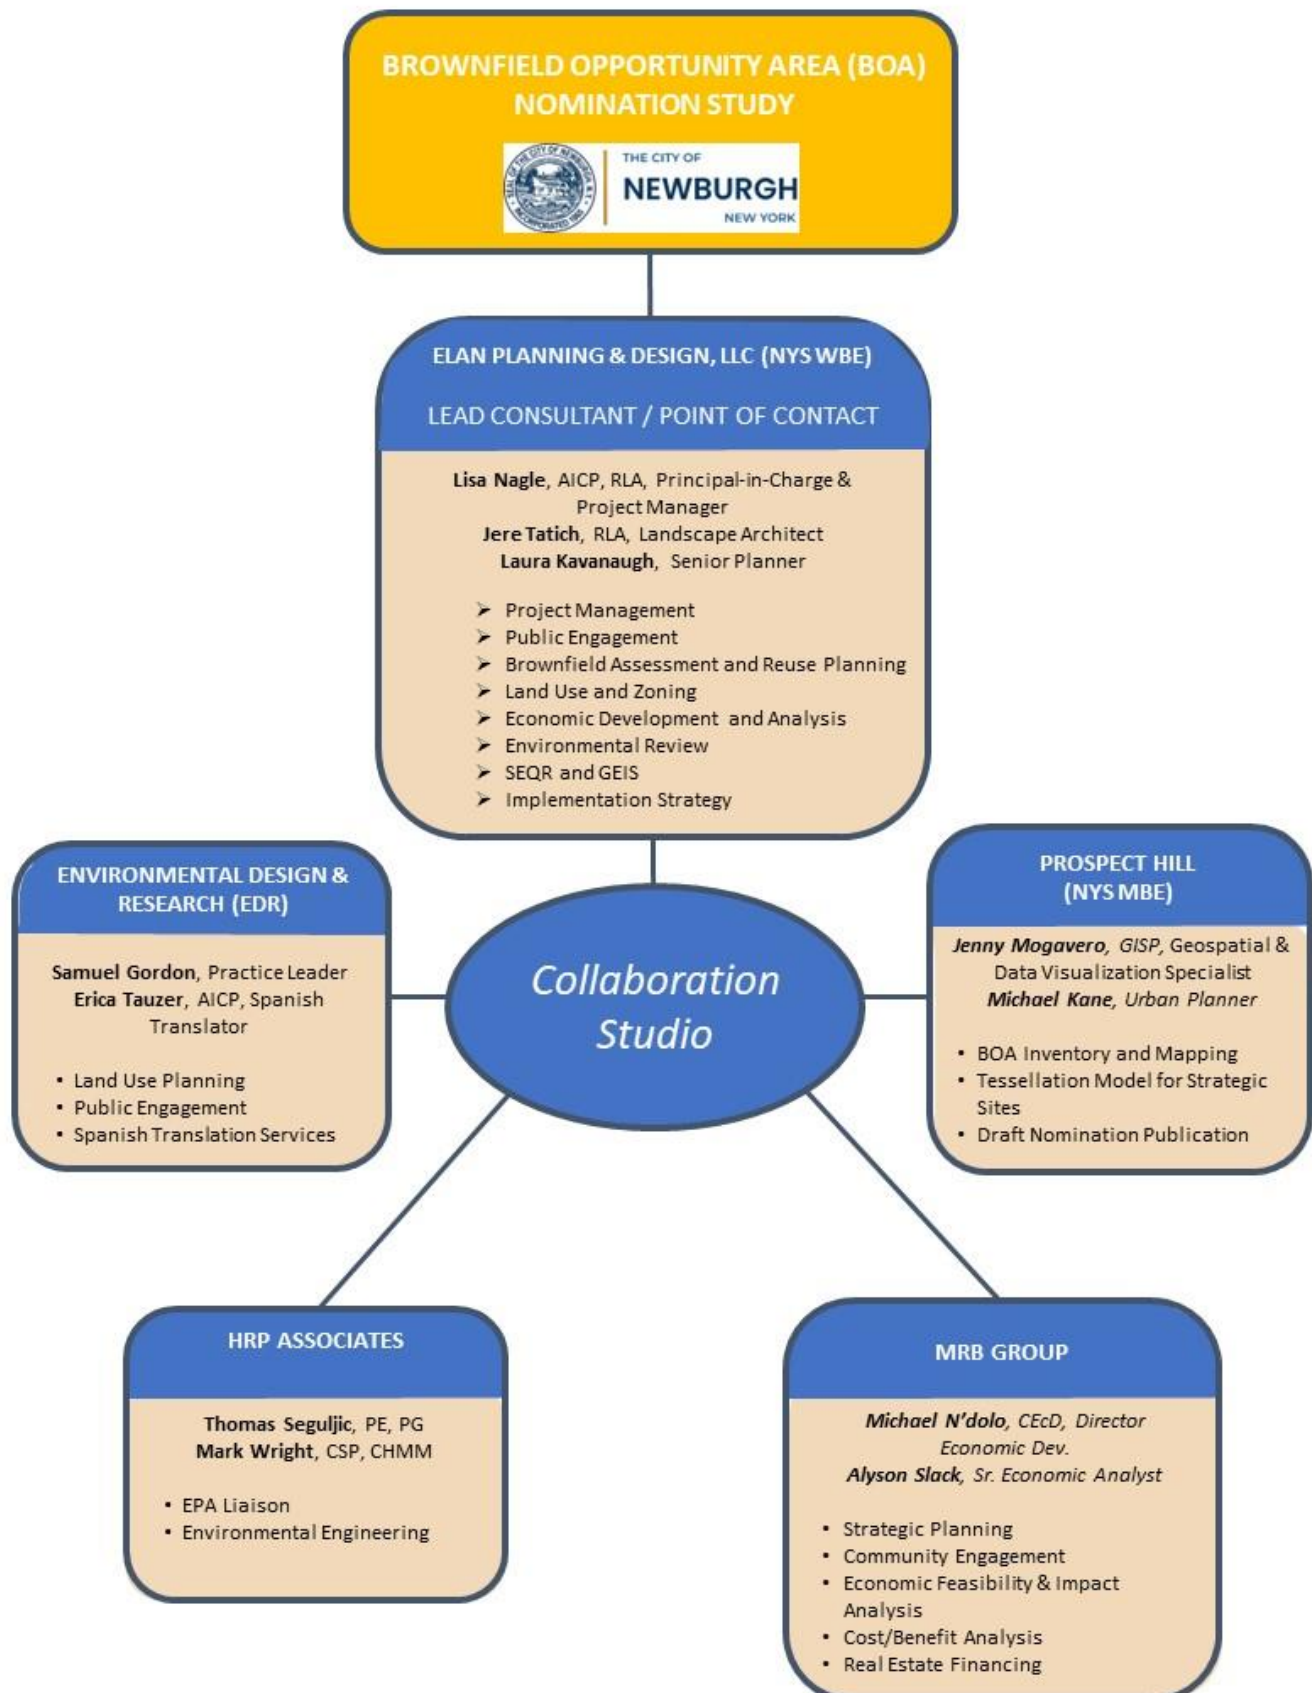 BROWNFIELD OPPORTUNITY AREA (BOA)
NOMINATION STUDY
SEAL OF THE CITY OF NEWBURGH N.Y.
INCORPORATED 1865
THE CITY OF
NEWBURGH
NEW YORK
ELAN PLANNING & DESIGN, LLC (NYS WBE)
LEAD CONSULTANT / POINT OF CONTACT
Lisa Nagle, AICP, RLA, Principal-in-Charge &
Project Manager
Jere Tatich, RLA, Landscape Architect
Laura Kavanaugh, Senior Planner
➤ Project Management
➤ Public Engagement
➤ Brownfield Assessment and Reuse Planning
➤ Land Use and Zoning
➤ Economic Development and Analysis
➤ Environmental Review
➤ SEQR and GEIS
➤ Implementation Strategy
ENVIRONMENTAL DESIGN &
RESEARCH (EDR)
Samuel Gordon, Practice Leader
Erica Tauzer, AICP, Spanish
Translator
• Land Use Planning
• Public Engagement
• Spanish Translation Services
Collaboration
Studio
PROSPECT HILL
(NYS MBE)
Jenny Mogavero, GISP, Geospatial &
Data Visualization Specialist
Michael Kane, Urban Planner
• BOA Inventory and Mapping
• Tessellation Model for Strategic
Sites
• Draft Nomination Publication
HRP ASSOCIATES
Thomas Seguljic, PE, PG
Mark Wright, CSP, CHMM
• EPA Liaison
• Environmental Engineering
MRB GROUP
Michael N'dolo, CEcD, Director
Economic Dev.
Alyson Slack, Sr. Economic Analyst
• Strategic Planning
• Community Engagement
• Economic Feasibility & Impact
Analysis
• Cost/Benefit Analysis
• Real Estate Financing